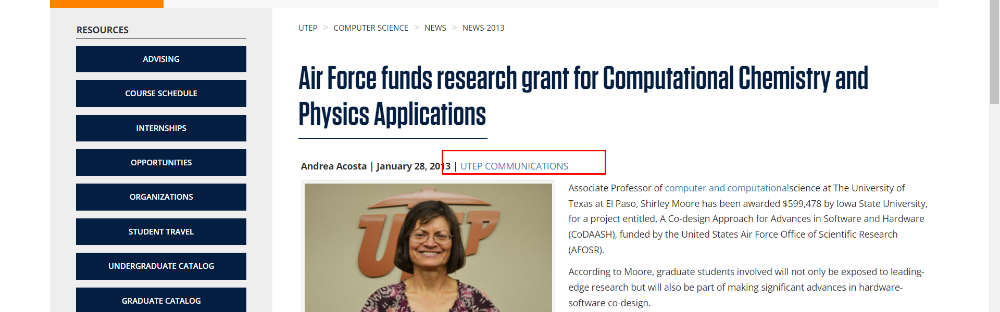 RESOURCES
ADVISING
COURSE SCHEDULE
INTERNSHIPS
OPPORTUNITIES
ORGANIZATIONS
STUDENT TRAVEL
UNDERGRADUATE CATALOG
GRADUATE CATALOG
UTEP > COMPUTER SCIENCE > NEWS > NEWS-2013
Air Force funds research grant for Computational Chemistry and
Physics Applications
Andrea Acosta | January 28, 2013 | UTEP COMMUNICATIONS
UTEP
Associate Professor of computer and computationalscience at The University of
Texas at El Paso, Shirley Moore has been awarded $599,478 by Iowa State University,
for a project entitled, A Co-design Approach for Advances in Software and Hardware
(CoDAASH), funded by the United States Air Force Office of Scientific Research
(AFOSR).
According to Moore, graduate students involved will not only be exposed to leading-
edge research but will also be part of making significant advances in hardware-
software co-design.